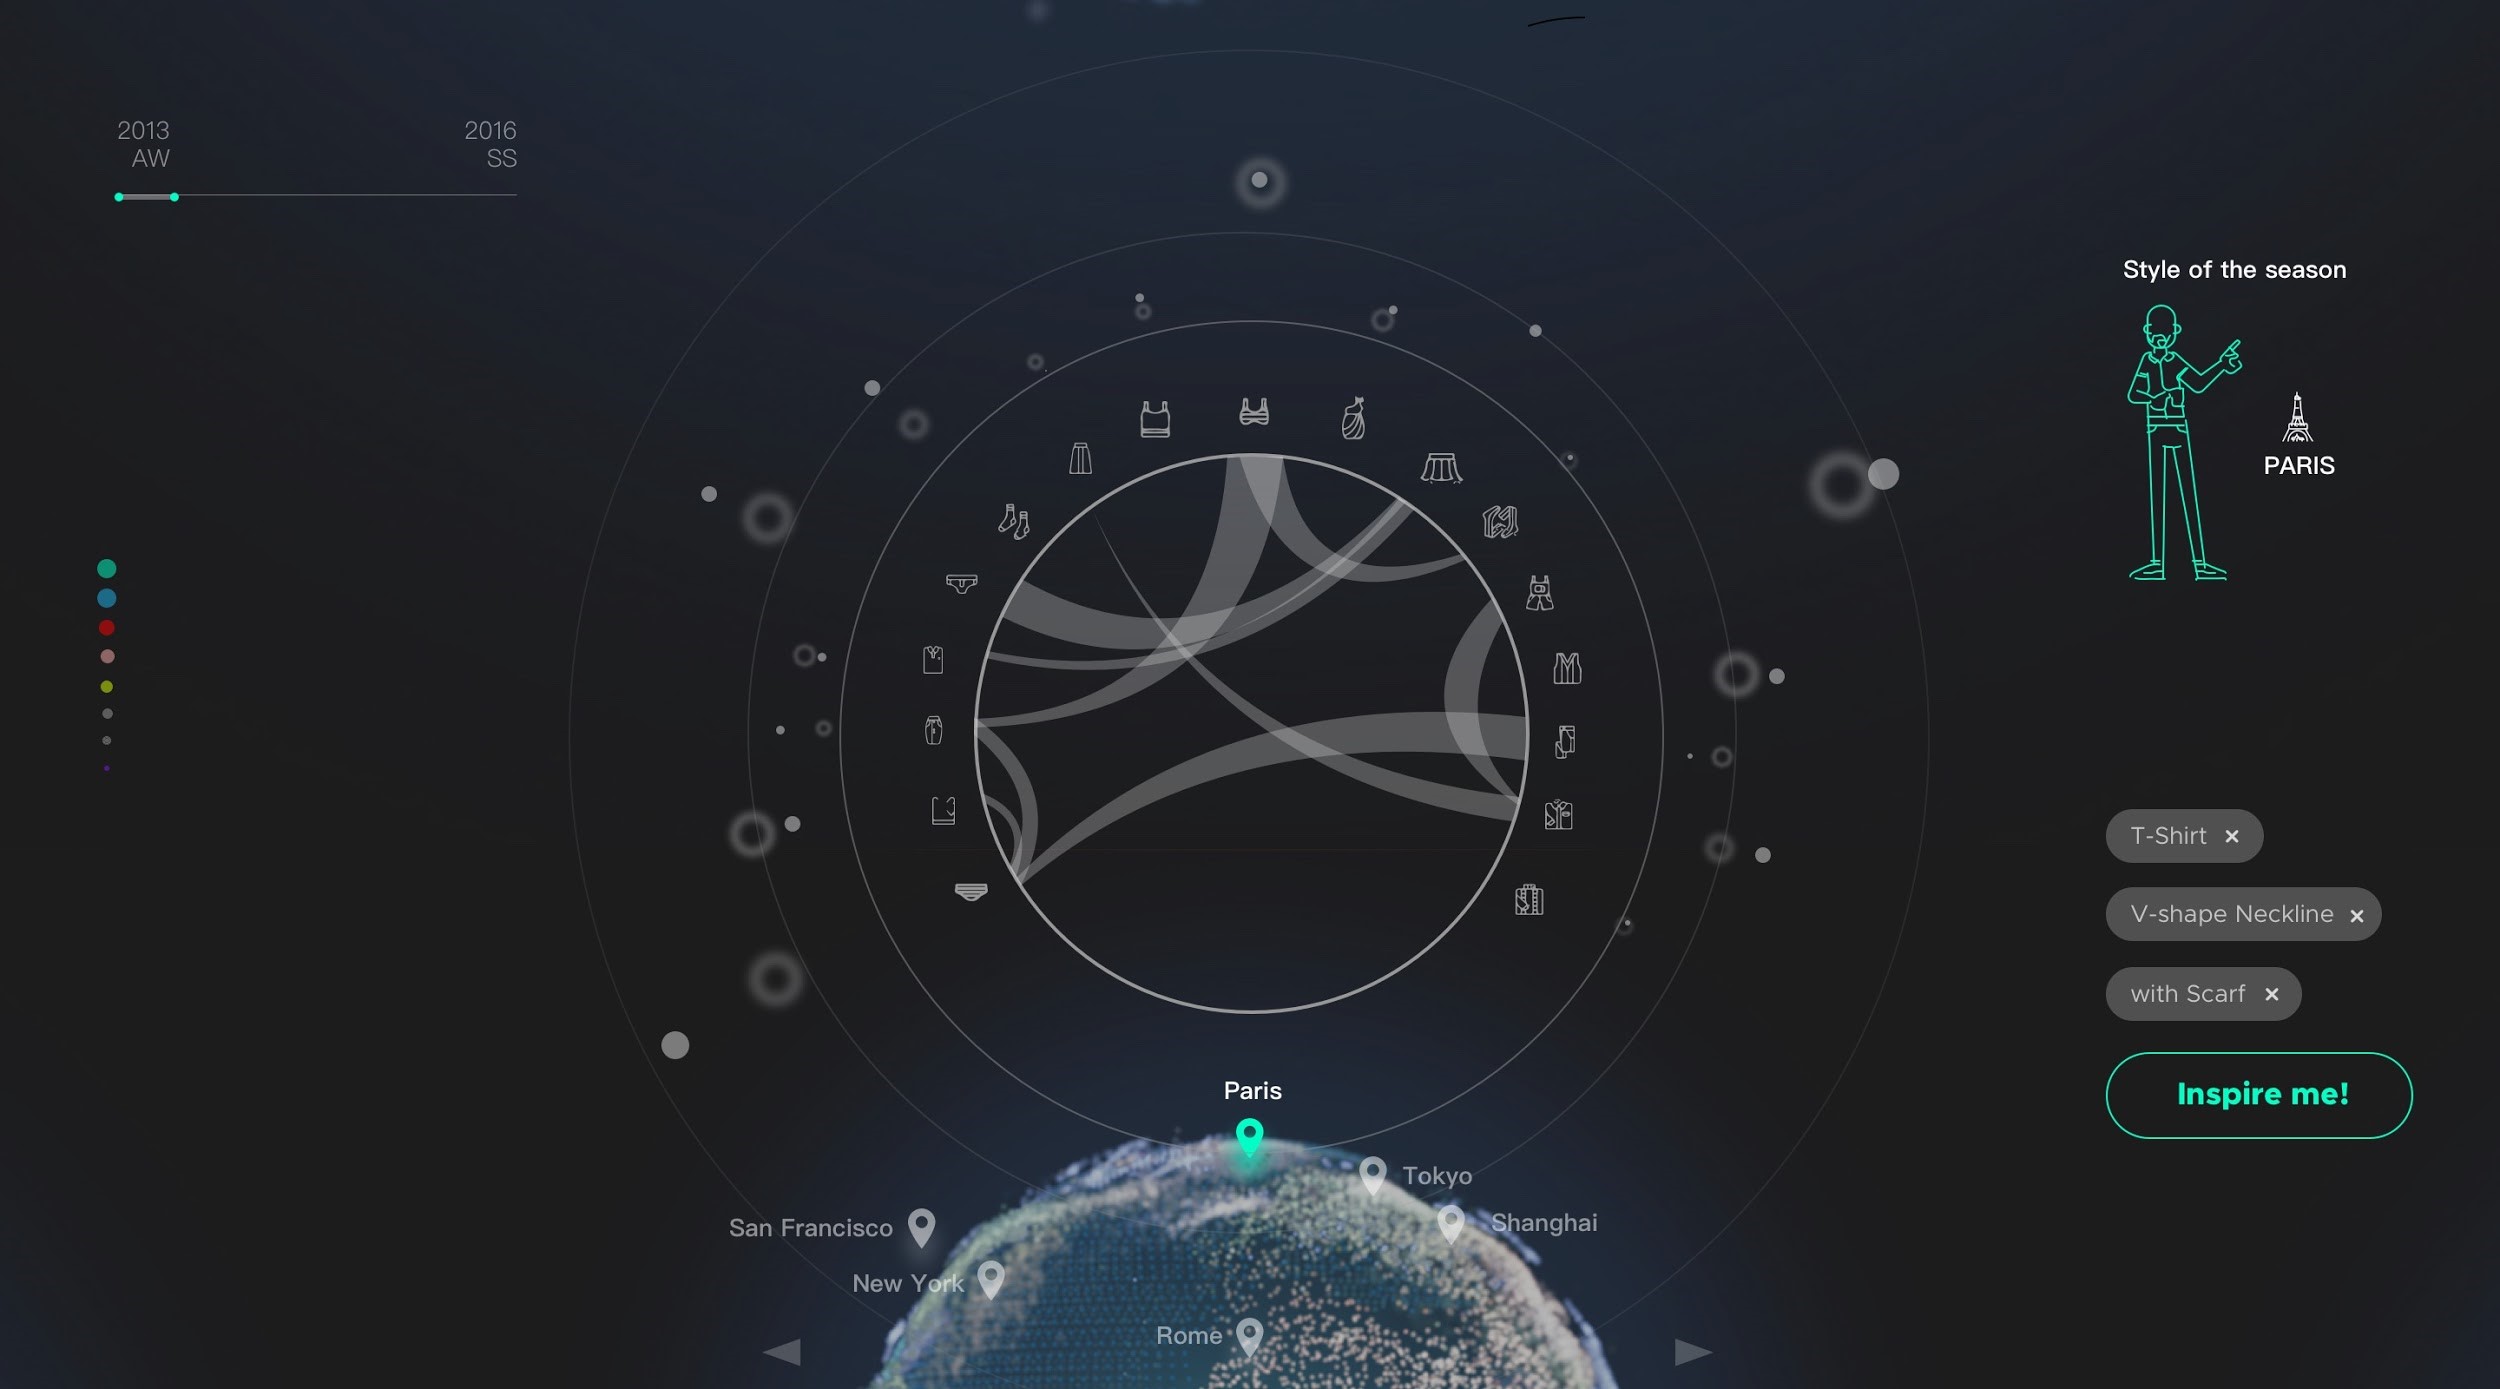 2013
AW
2016
SS
Style of the season
PARIS
T-Shirt ×
V-shape Neckline ×
with Scarf ×
Inspire me!
Paris
Tokyo
San Francisco
Shanghai
New York
Rome